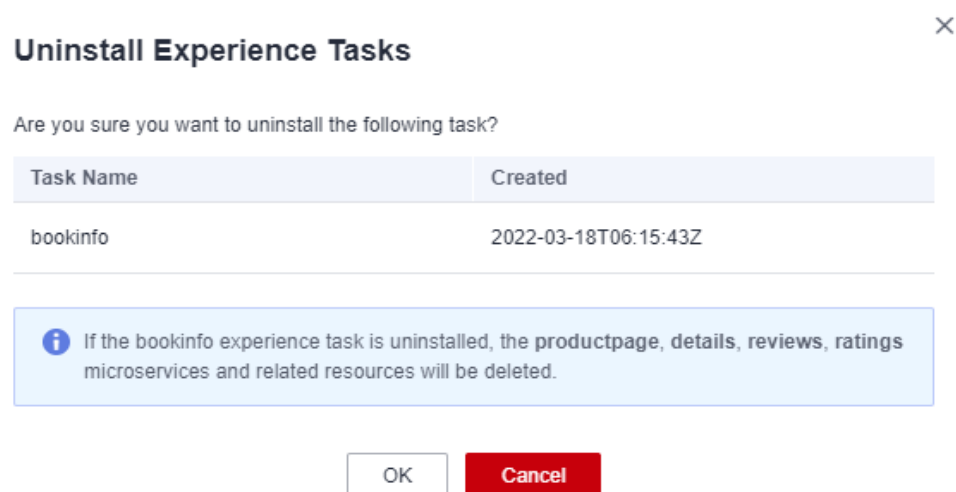 Uninstall Experience Tasks
Are you sure you want to uninstall the following task?
Task Name Created
bookinfo 2022-03-18T06:15:43Z
If the bookinfo experience task is uninstalled, the productpage, details, reviews, ratings
microservices and related resources will be deleted.
OK Cancel